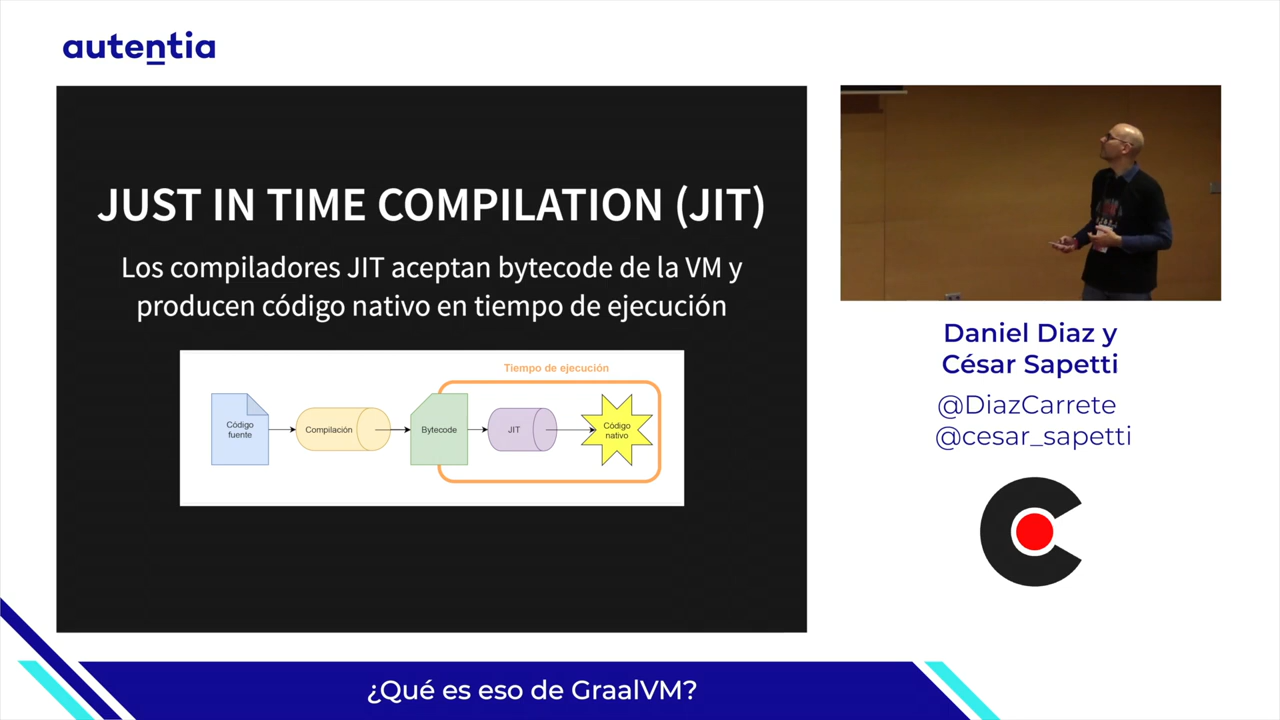 autentia
JUST IN TIME COMPILATION (JIT)
Los compiladores JIT aceptan bytecode de la VM y
producen código nativo en tiempo de ejecución
Tiempo de ejecución
Código
fuente
Compilación
Bytecode
JIT
Código
nativo
Daniel Diaz y
César Sapetti
@DiazCarrete
@cesar_sapetti
¿Qué es eso de GraalVM?